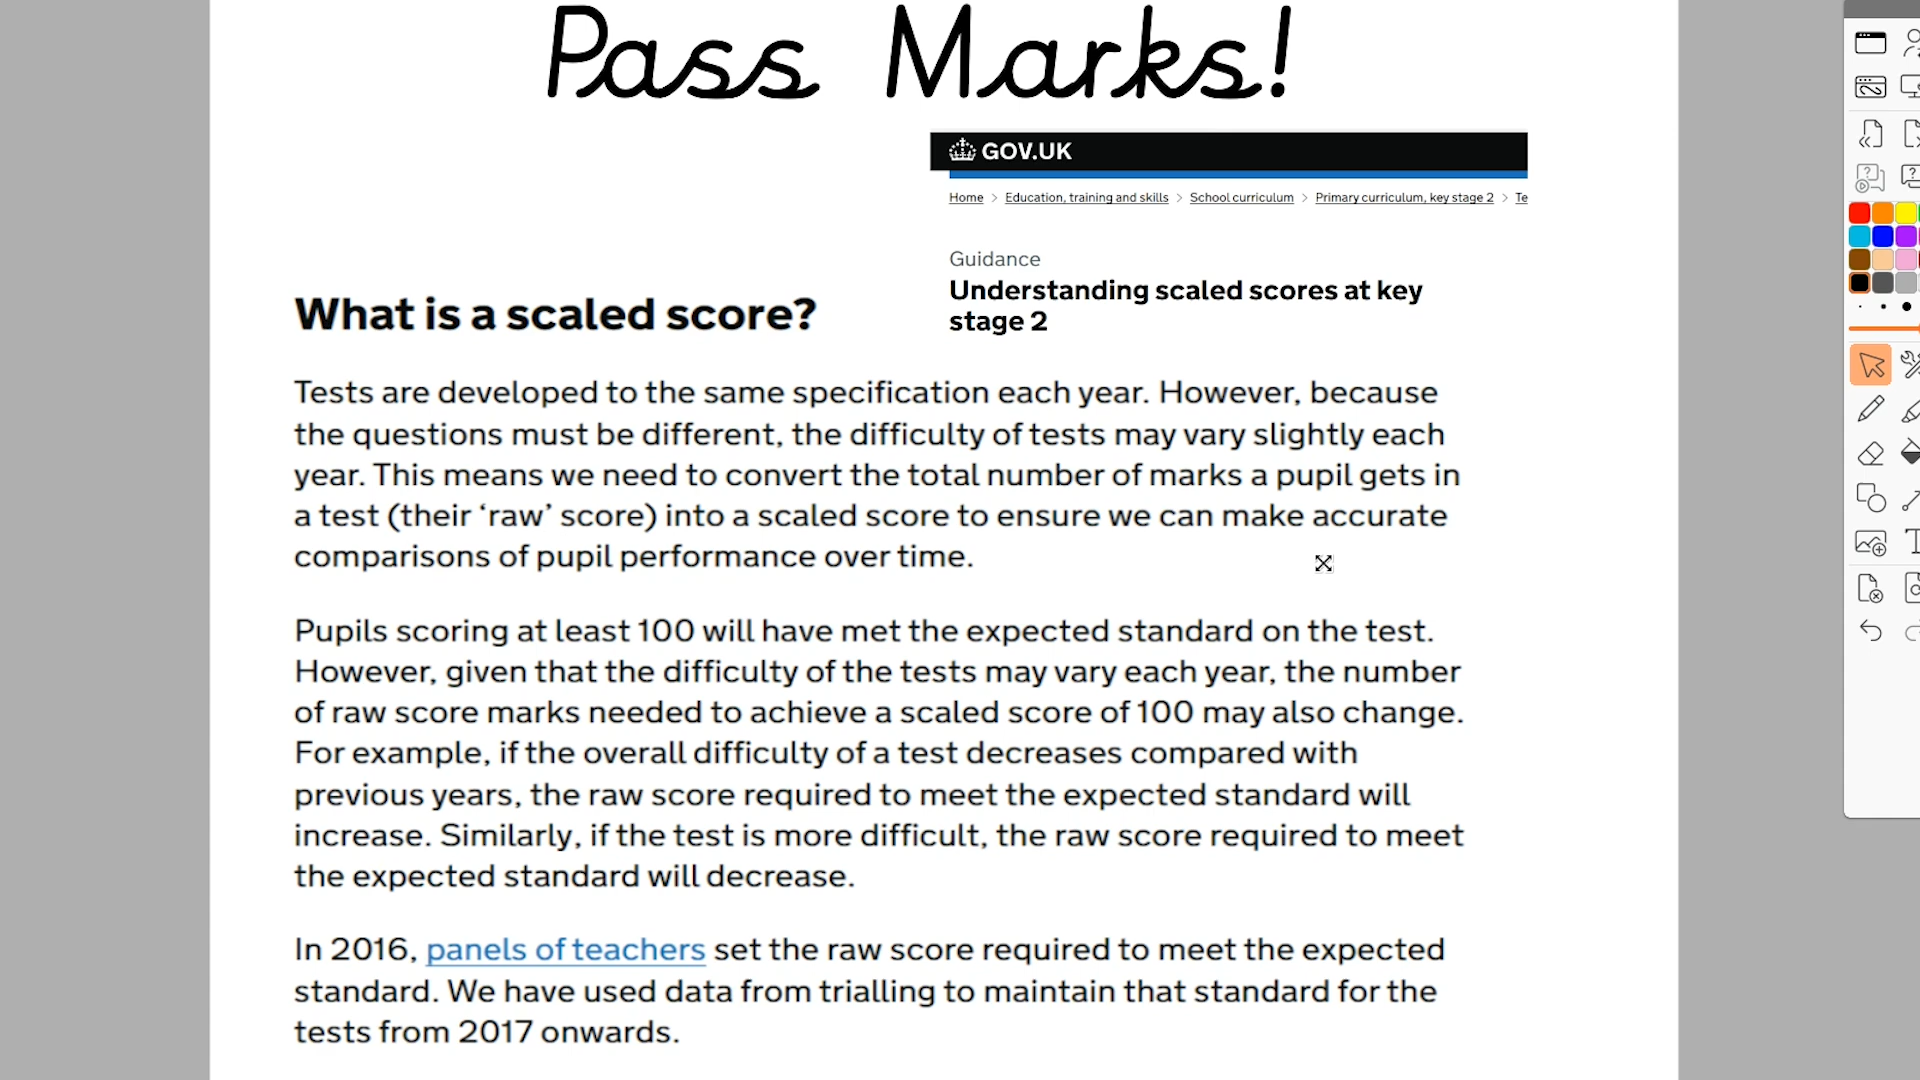 Pass Marks!
GOV.UK
Home > Education, training and skills > School curriculum > Primary curriculum, key stage 2 > Te
Guidance
Understanding scaled scores at key
stage 2
What is a scaled score?
Tests are developed to the same specification each year. However, because
the questions must be different, the difficulty of tests may vary slightly each
year. This means we need to convert the total number of marks a pupil gets in
a test (their ‘raw’ score) into a scaled score to ensure we can make accurate
comparisons of pupil performance over time.
Pupils scoring at least 100 will have met the expected standard on the test.
However, given that the difficulty of the tests may vary each year, the number
of raw score marks needed to achieve a scaled score of 100 may also change.
For example, if the overall difficulty of a test decreases compared with
previous years, the raw score required to meet the expected standard will
increase. Similarly, if the test is more difficult, the raw score required to meet
the expected standard will decrease.
In 2016, panels of teachers set the raw score required to meet the expected
standard. We have used data from trialling to maintain that standard for the
tests from 2017 onwards.